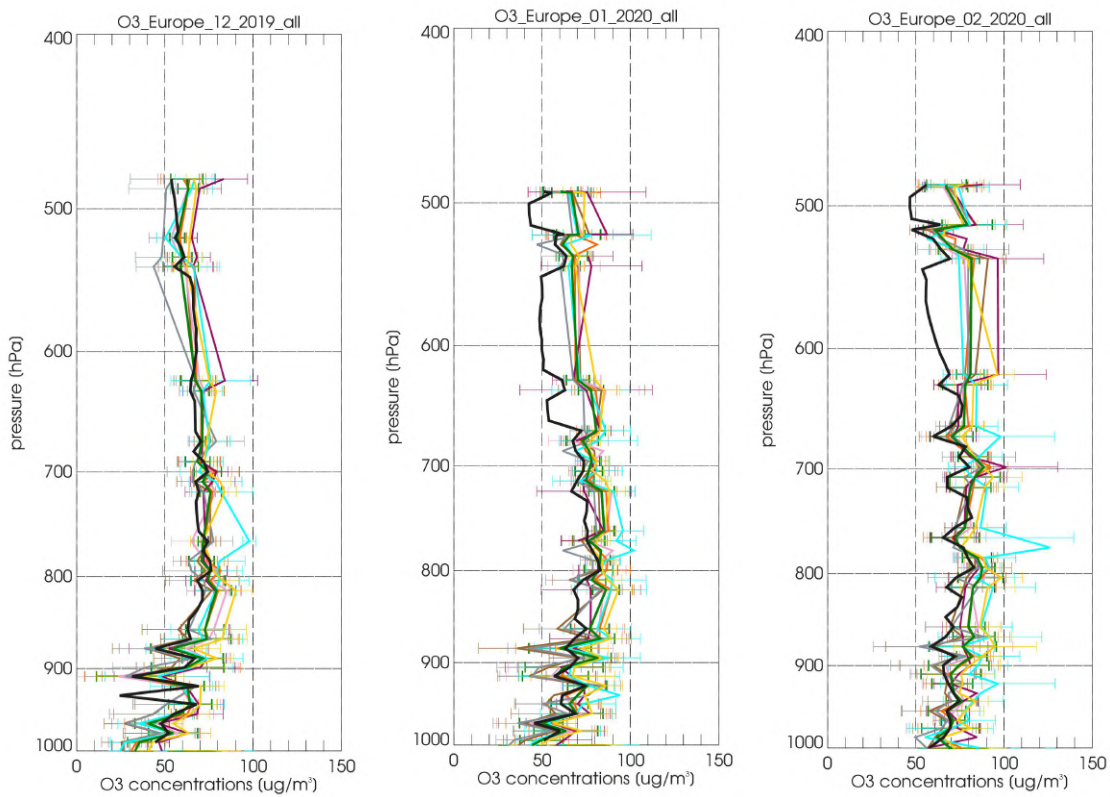 O3_Europe_12_2019_all
400
500
600
700
800
900
1000
pressure (hPa)
0 50 100 150
O3 concentrations (ug/m³)
O3_Europe_01_2020_all
400
500
600
700
800
900
1000
pressure (hPa)
0 50 100 150
O3 concentrations (ug/m³)
O3_Europe_02_2020_all
400
500
600
700
800
900
1000
pressure (hPa)
0 50 100 150
O3 concentrations (ug/m³)